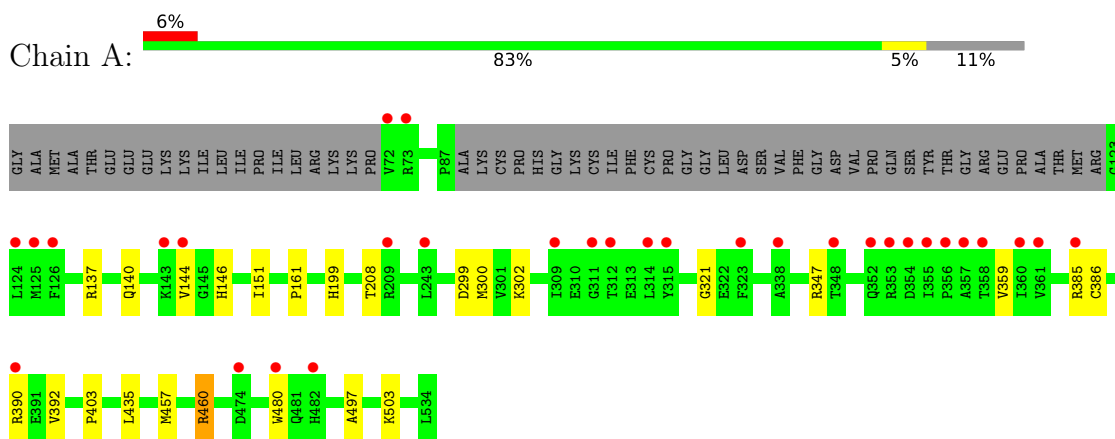 6%
Chain A:
83% 5% 11%
GLY ALA MET ALA THR GLU GLU GLU LYS LYS ILE LEU ILE PRO ILE LEU ARG LYS LYS PRO V72 R73 P87 ALA LYS CYS PRO HIS GLY LYS CYS ILE PHE CYS PRO GLY GLY LEU ASP SER VAL PHE GLY ASP VAL PRO GLN SER TYR THR GLY ARG GLU PRO ALA THR MET ARG G123
L124 M125 F126 R137 Q140 K143 V144 G145 H146 I151 P161 H199 T208 R209 L243 D299 M300 V301 K302 I309 E310 G311 T312 E313 L314 Y315 G321 E322 F323 A338 R347 T348 Q352 R353 D354 I355 P356 A357 T358 V359 I360 V361 R385 C386
R390 E391 V392 P403 L435 M457 R460 D474 W480 Q481 H482 A497 K503 L534